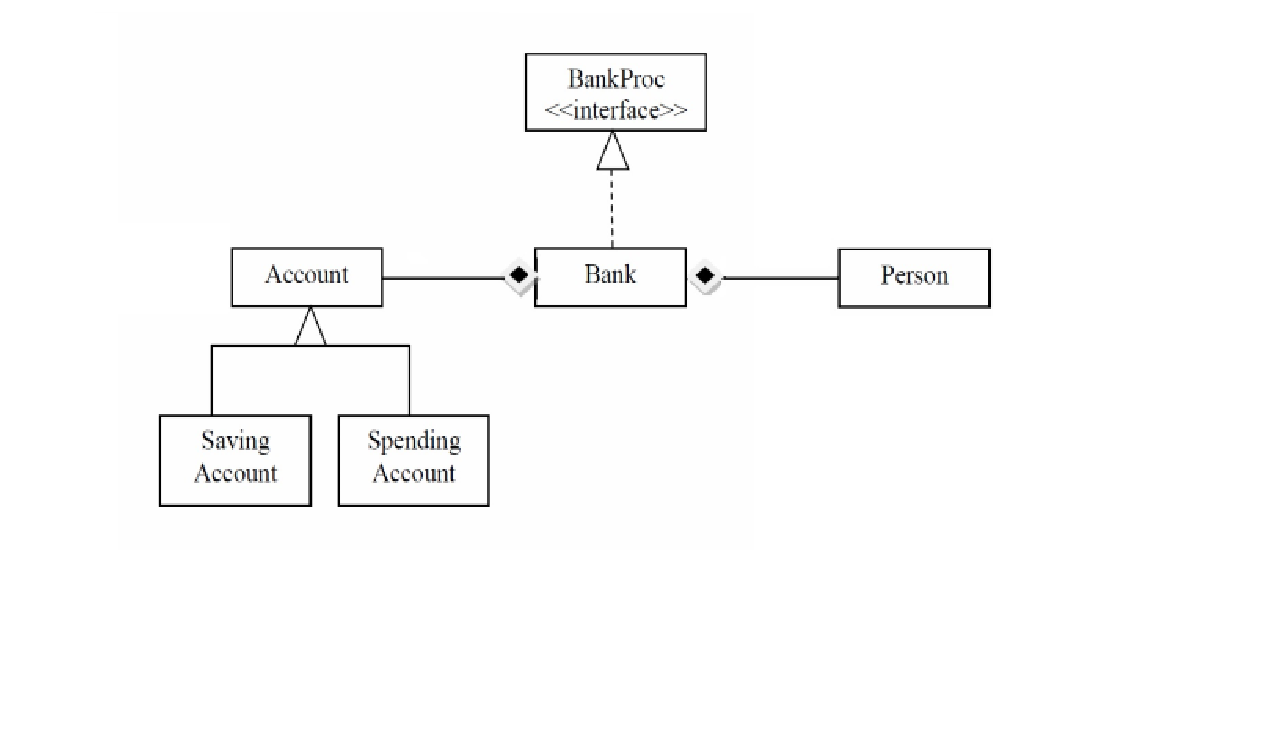 BankProc
<<interface>>
Account
Bank
Person
Saving
Account
Spending
Account